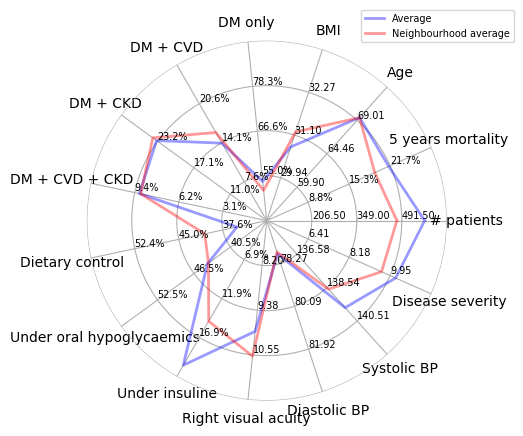 Average
Neighbourhood average
DM only
BMI
DM + CVD
Age
DM + CKD
5 years mortality
DM + CVD + CKD
# patients
Dietary control
Disease severity
Under oral hypoglycaemics
Systolic BP
Under insuline
Diastolic BP
Right visual acuity
78.3%
32.27
20.6%
69.01
66.6%
31.10
23.2%
14.1%
64.46
17.1%
21.7%
55.0%
29.94
7.6%
15.3%
59.90
9.4%
11.0%
6.2%
8.8%
3.1%
206.50
349.00
491.50
37.6%
45.0%
6.41
52.4%
40.5%
136.58
8.18
6.9%
8.20
78.27
46.5%
9.95
138.54
52.5%
11.9%
80.09
9.38
140.51
16.9%
10.55
81.92